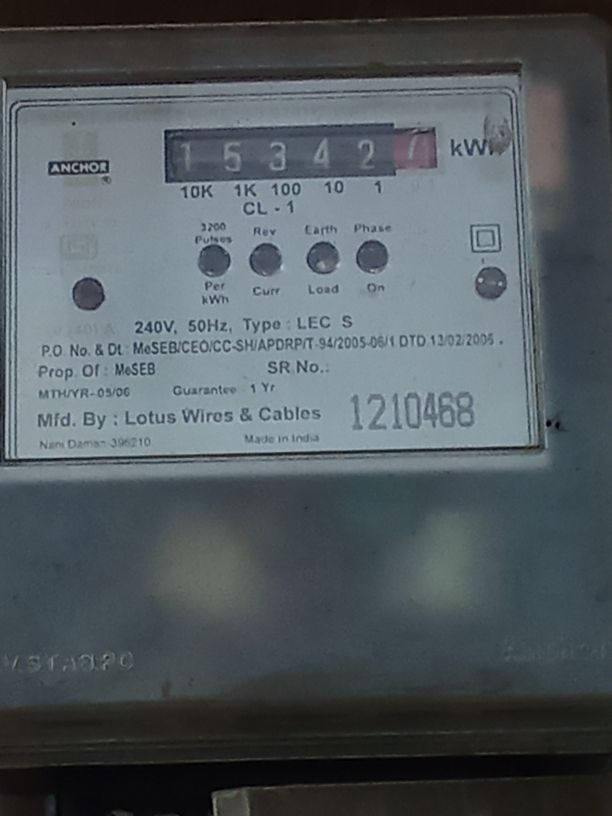 1 5 3 4 2 7 kWh
ANCHOR
®
10K 1K 100 10 1 0.1
CL - 1
3200 Pulses Per kWh
Rev Curr
Earth Load
Phase On
240V, 50Hz, Type : LEC S
P.O. No. & Dt.: MeSEB/CEO/CC-SH/APDRP/T-94/2005-06/1 DTD 13/02/2006.
Prop. Of : MeSEB SR No.:
MTH/YR-05/06 Guarantee 1 Yr
Mfd. By : Lotus Wires & Cables 1210468
Nani Daman-396210 Made in India